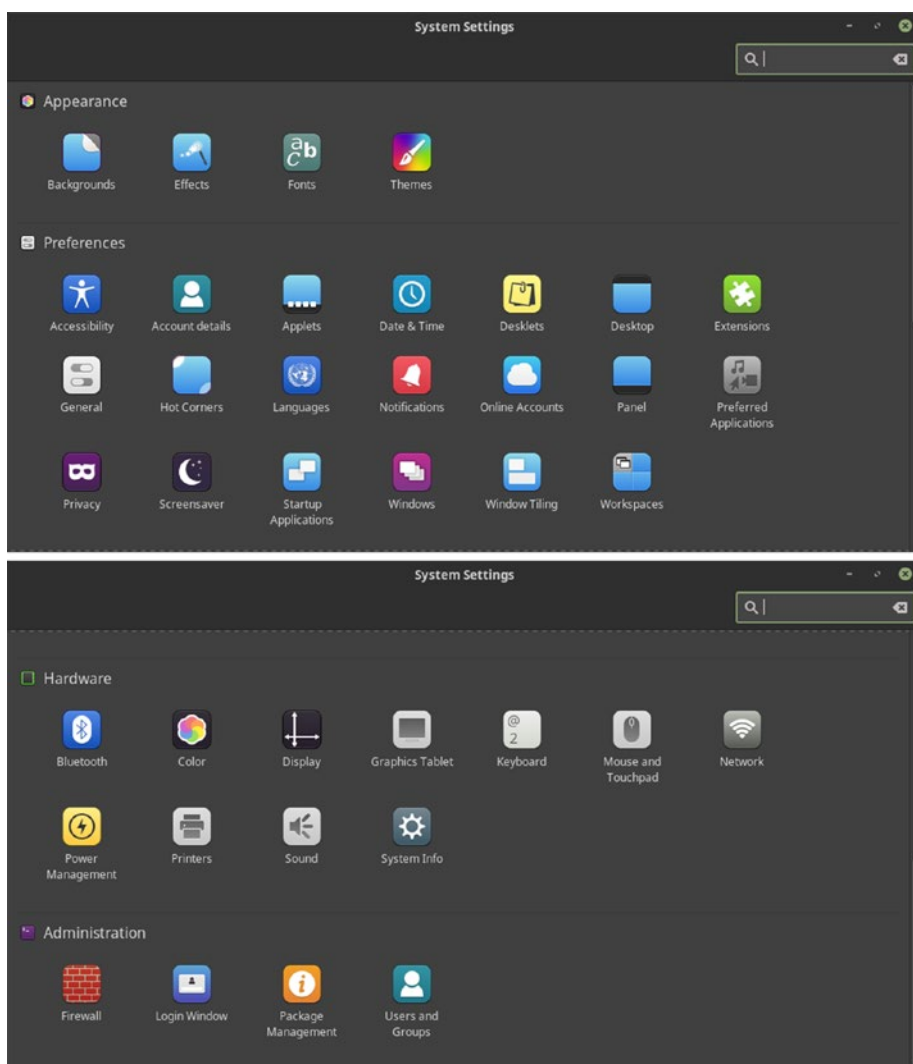 System Settings
Appearance
Backgrounds Effects Fonts Themes
Preferences
Accessibility Account details Applets Date & Time Desklets Desktop Extensions
General Hot Corners Languages Notifications Online Accounts Panel Preferred
Applications
Privacy Screensaver Startup Windows Window Tiling Workspaces
Applications
System Settings
Hardware
Bluetooth Color Display Graphics Tablet Keyboard Mouse and Network
Touchpad
Power Printers Sound System Info
Management
Administration
Firewall Login Window Package Users and
Management Groups